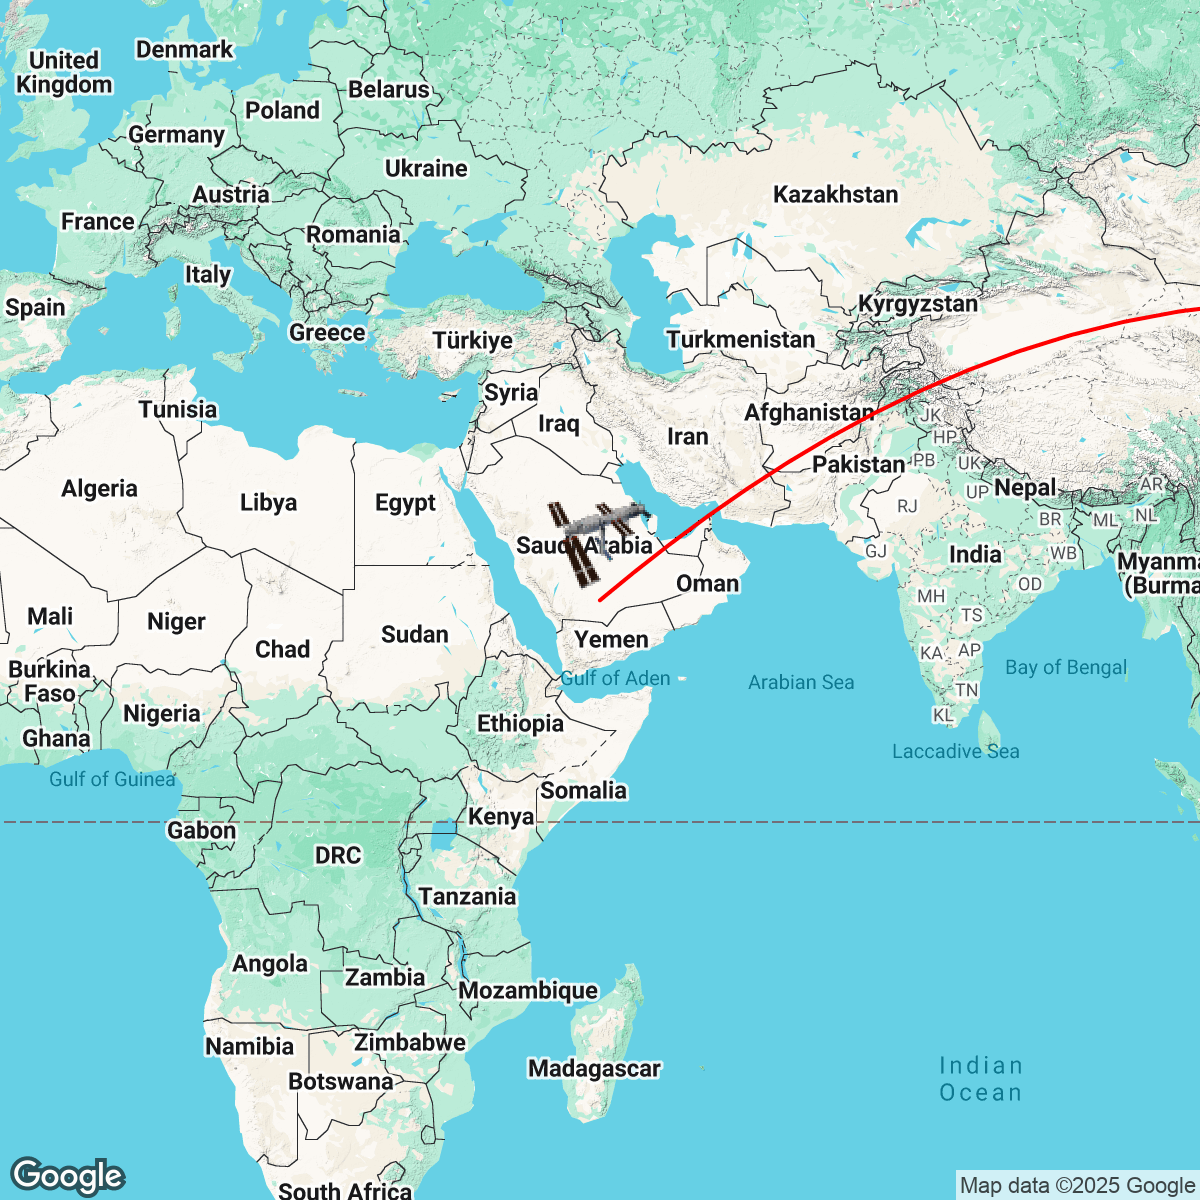 Denmark
United
Kingdom
Belarus
Poland
Germany
Ukraine
Austria
Kazakhstan
France
Romania
Italy
Spain
Kyrgyzstan
Greece
Türkiye
Turkmenistan
Syria
Tunisia
Afghanistan
JK
Iraq
Iran
HP
Pakistan
PB
UK
Algeria
Libya
Egypt
Nepal
UP
AR
RJ
BR
ML
NL
Saudi Arabia
GJ
India
WB
Myanma
(Burma
Oman
OD
MH
Mali
Niger
TS
Sudan
Yemen
Chad
KA
AP
Burkina
Faso
Gulf of Aden
Arabian Sea
Bay of Bengal
TN
Nigeria
KL
Ethiopia
Ghana
Laccadive Sea
Gulf of Guinea
Somalia
Kenya
Gabon
DRC
Tanzania
Angola
Zambia
Mozambique
Namibia
Zimbabwe
Madagascar
Indian
Ocean
Botswana
Google
South Africa
Map data ©2025 Google